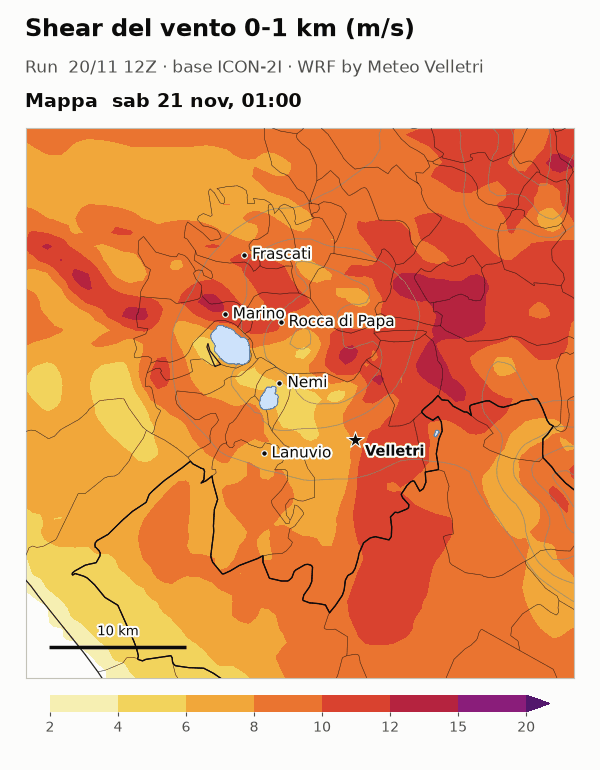 Shear del vento 0-1 km (m/s)
Run  20/11 12Z · base ICON-2I · WRF by Meteo Velletri
Mappa  sab 21 nov, 01:00
Frascati
Marino
Rocca di Papa
Nemi
Velletri
Lanuvio
10 km
2 4 6 8 10 12 15 20